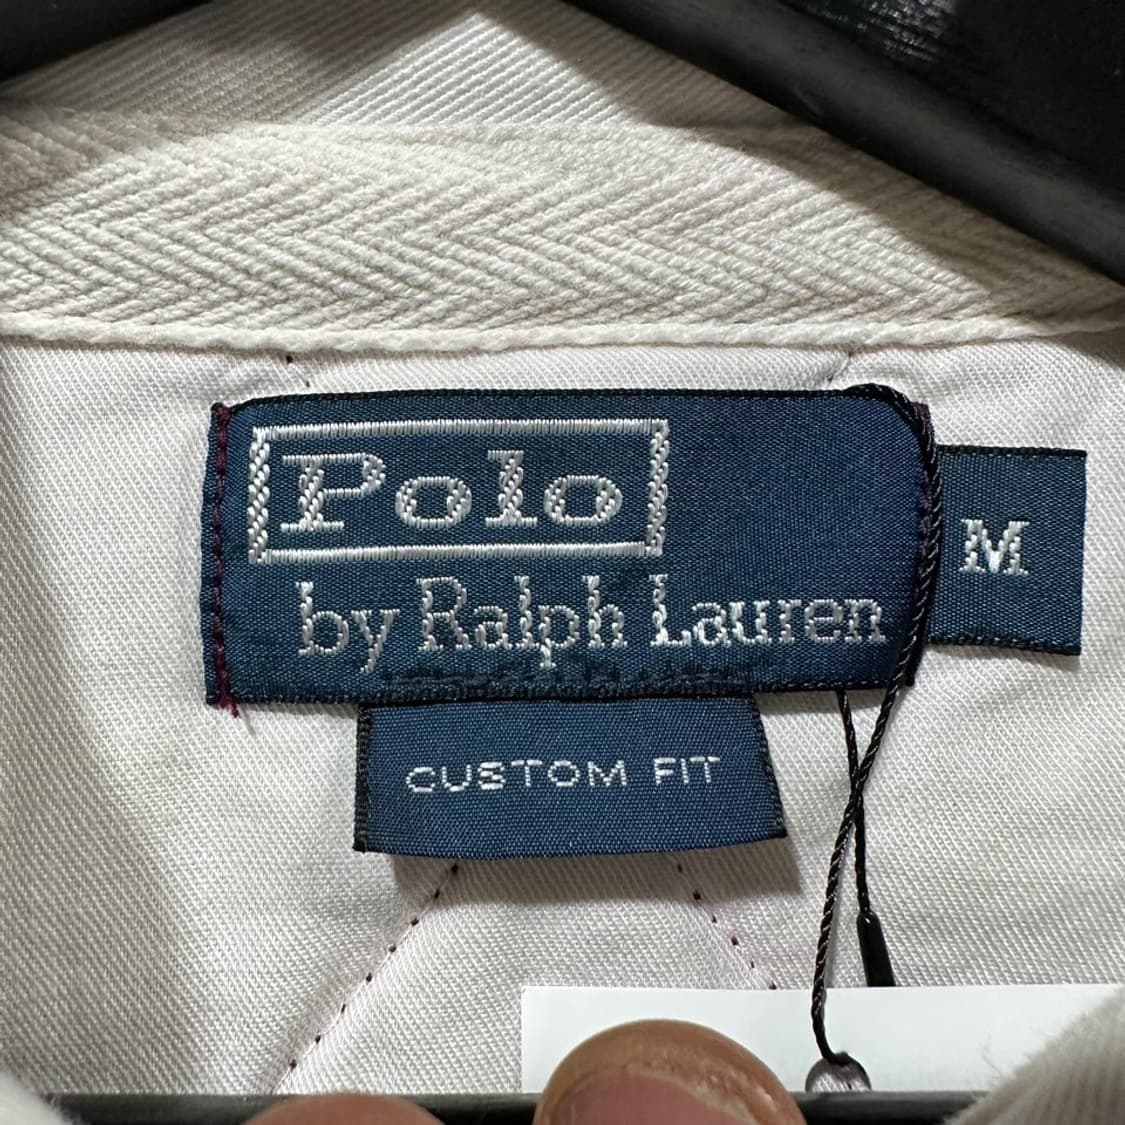 Polo
by Ralph Lauren
M
CUSTOM FIT